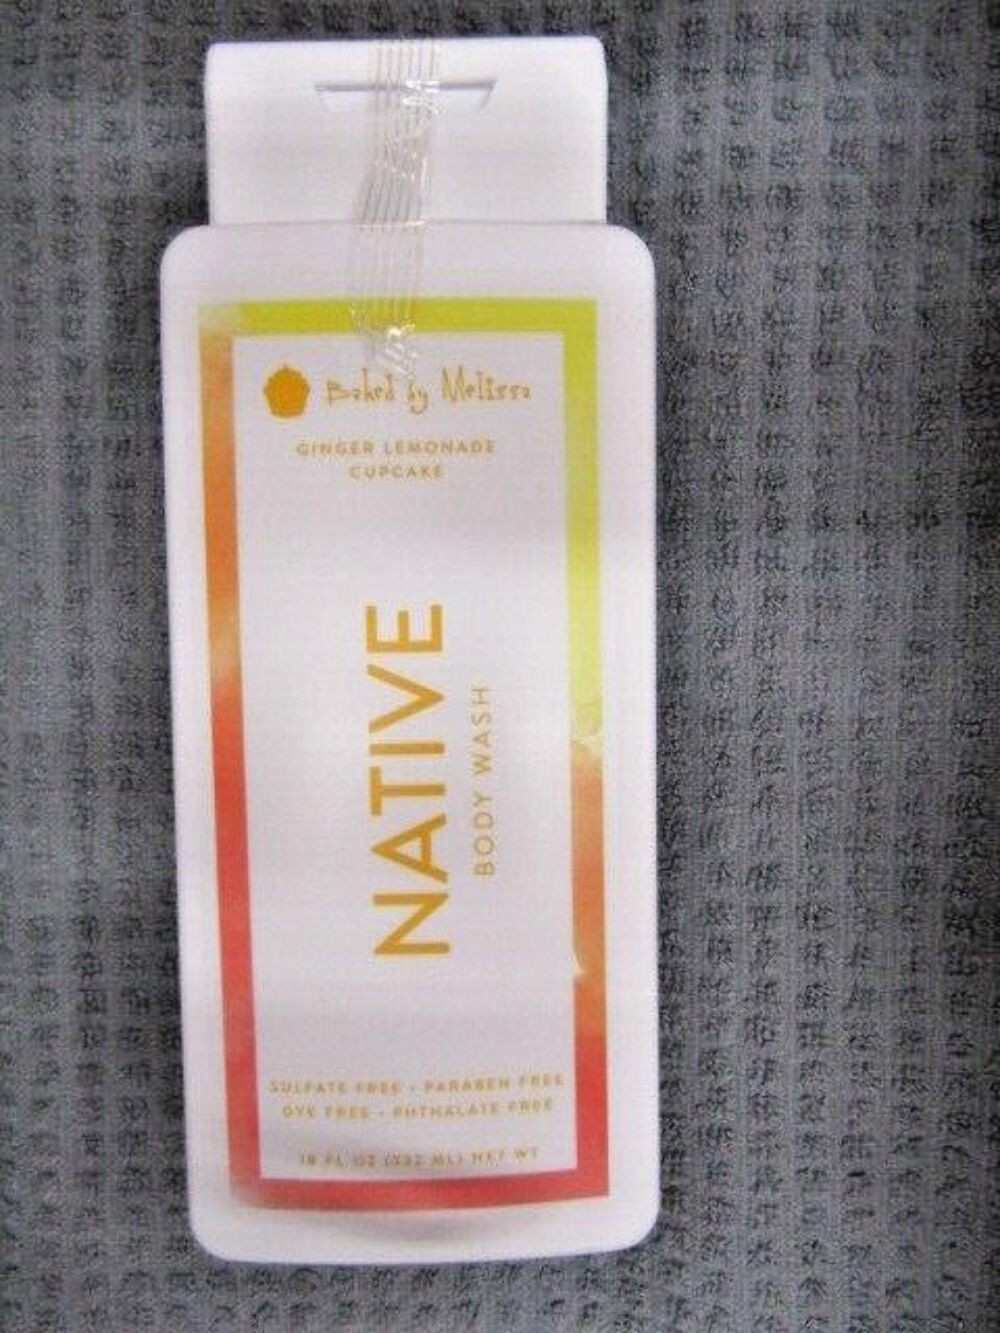 Baked by Melissa
GINGER LEMONADE
CUPCAKE
NATIVE
BODY WASH
SULFATE FREE • PARABEN FREE
DYE FREE • PHTHALATE FREE
18 FL OZ (532 ML) NET WT